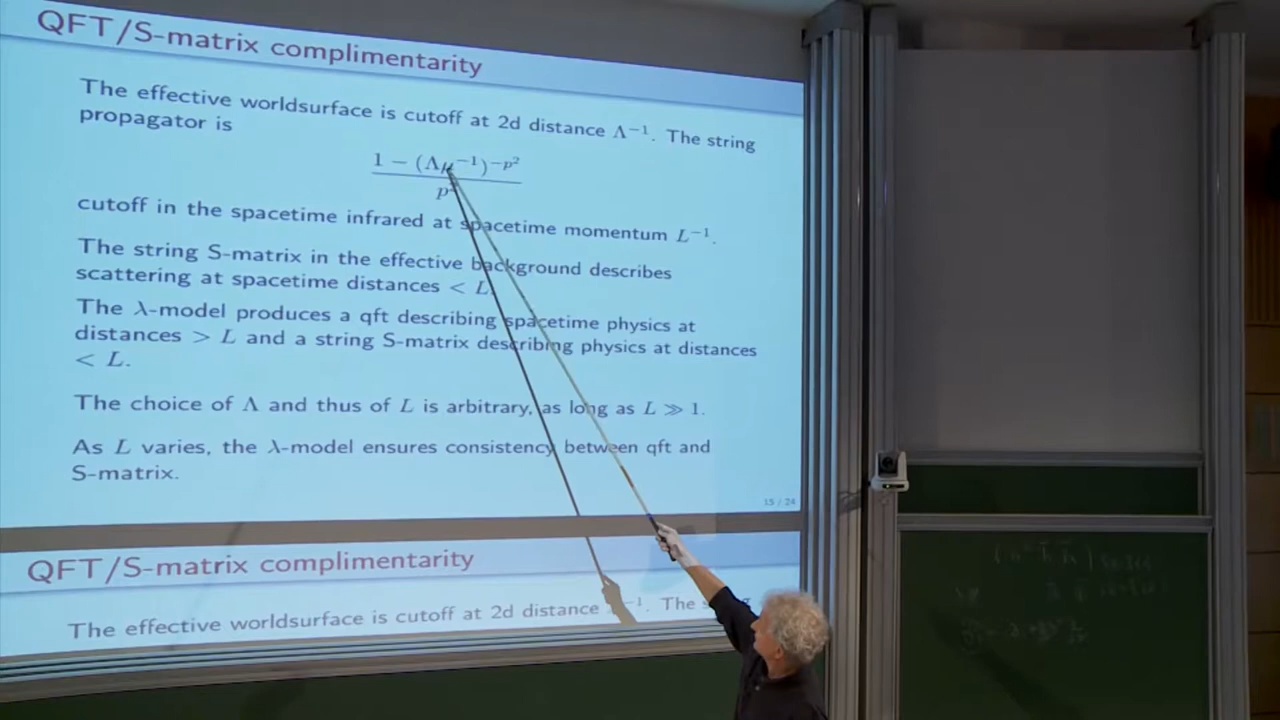 QFT/S-matrix complimentarity
The effective worldsurface is cutoff at 2d distance Λ⁻¹. The string
propagator is
1 − (Λμ⁻¹)^{−p²}
p²
cutoff in the spacetime infrared at spacetime momentum L⁻¹.
The string S-matrix in the effective background describes
scattering at spacetime distances < L.
The λ-model produces a qft describing spacetime physics at
distances > L and a string S-matrix describing physics at distances
< L.
The choice of Λ and thus of L is arbitrary, as long as L ≫ 1.
As L varies, the λ-model ensures consistency between qft and
S-matrix.
15 / 24
QFT/S-matrix complimentarity
The effective worldsurface is cutoff at 2d distance ⁻¹. The